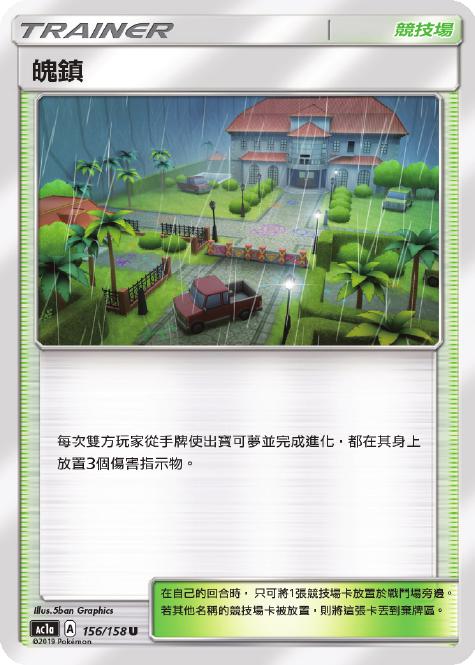 TRAINER
競技場
魄鎮
每次雙方玩家從手牌使出寶可夢並完成進化，都在其身上
放置3個傷害指示物。
在自己的回合時，只可將1張競技場卡放置於戰鬥場旁邊。
若其他名稱的競技場卡被放置，則將這張卡丟到棄牌區。
Illus.5ban Graphics
AC1a A 156/158 U
©2019 Pokémon